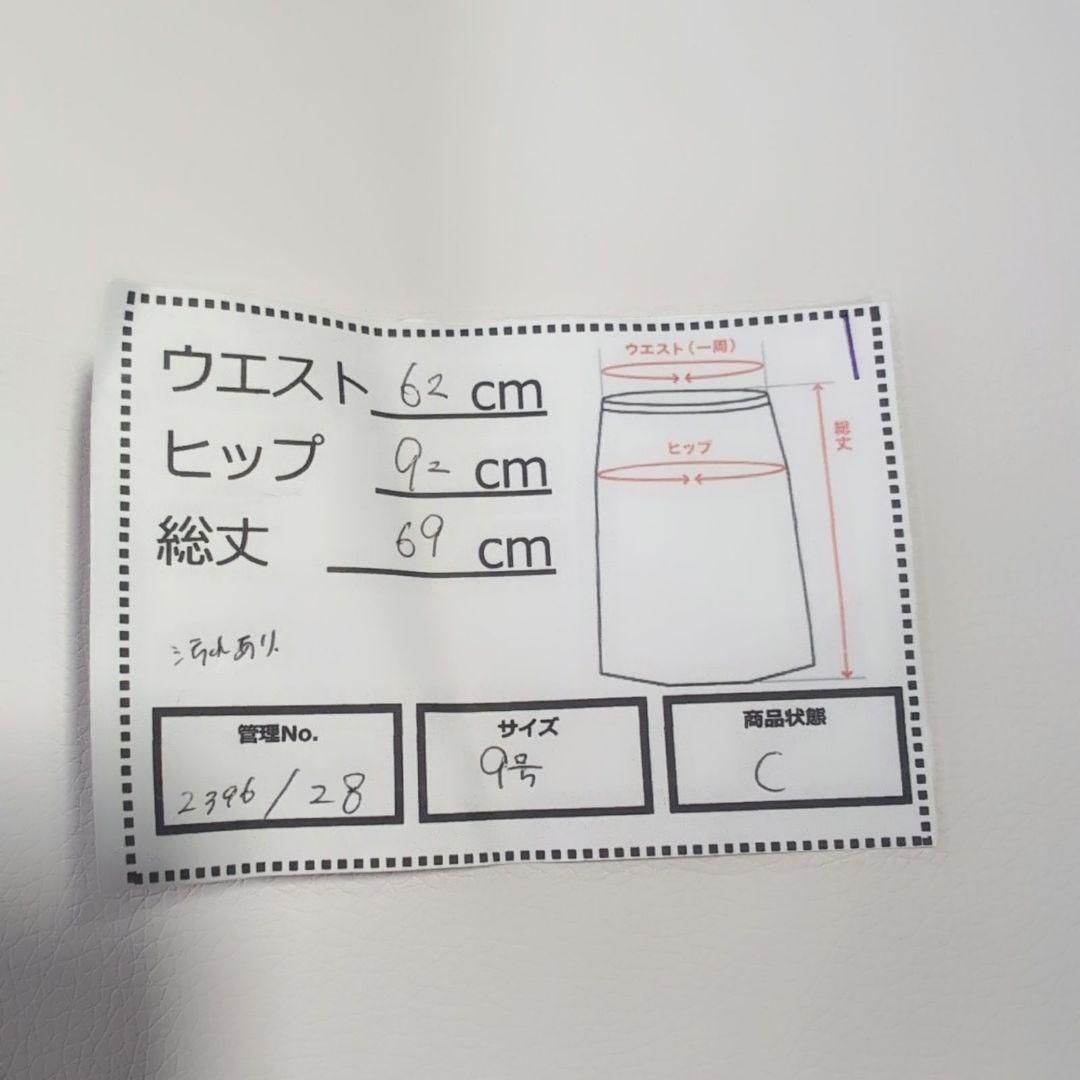 ウエスト 62 cm
ヒップ 92 cm
総丈 69 cm
汚れあり.
ウエスト(一周)
ヒップ
総丈
管理No.
2396/28
サイズ
9号
商品状態
C